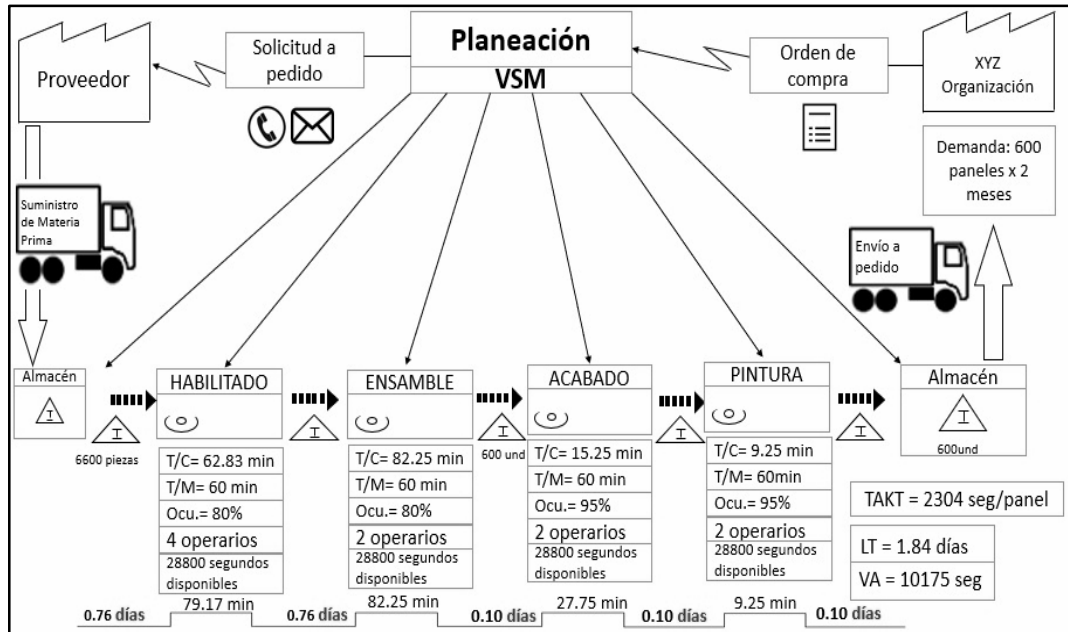 Proveedor
Solicitud a
pedido
Planeación
VSM
Orden de
compra
XYZ
Organización
Demanda: 600
paneles x 2
meses
Suministro
de Materia
Prima
Envío a
pedido
Almacén
I
6600 piezas
HABILITADO
T/C= 62.83 min
T/M= 60 min
Ocu.= 80%
4 operarios
28800 segundos
disponibles
I
ENSAMBLE
T/C= 82.25 min
T/M= 60 min
Ocu.= 80%
2 operarios
28800 segundos
disponibles
I
600 und
ACABADO
T/C= 15.25 min
T/M= 60 min
Ocu.= 95%
2 operarios
28800 segundos
disponibles
I
PINTURA
T/C= 9.25 min
T/M= 60min
Ocu.= 95%
2 operarios
28800 segundos
disponibles
I
Almacén
I
600und
I
TAKT = 2304 seg/panel
LT = 1.84 días
VA = 10175 seg
0.76 días
79.17 min
0.76 días
82.25 min
0.10 días
27.75 min
0.10 días
9.25 min
0.10 días